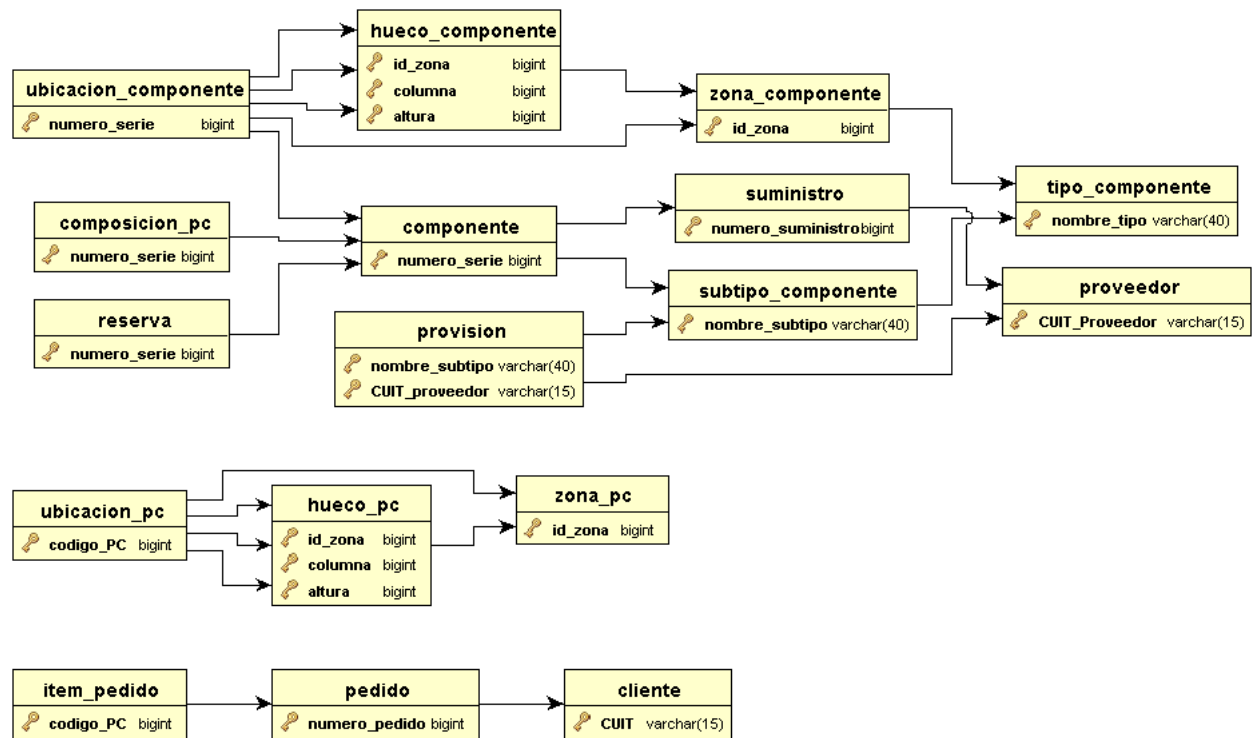 hueco_componente
id_zona bigint
columna bigint
altura bigint
ubicacion_componente
numero_serie bigint
zona_componente
id_zona bigint
tipo_componente
nombre_tipo varchar(40)
suministro
numero_suministro bigint
composicion_pc
numero_serie bigint
componente
numero_serie bigint
subtipo_componente
nombre_subtipo varchar(40)
proveedor
CUIT_Proveedor varchar(15)
reserva
numero_serie bigint
provision
nombre_subtipo varchar(40)
CUIT_proveedor varchar(15)
ubicacion_pc
codigo_PC bigint
hueco_pc
id_zona bigint
columna bigint
altura bigint
zona_pc
id_zona bigint
item_pedido
codigo_PC bigint
pedido
numero_pedido bigint
cliente
CUIT varchar(15)